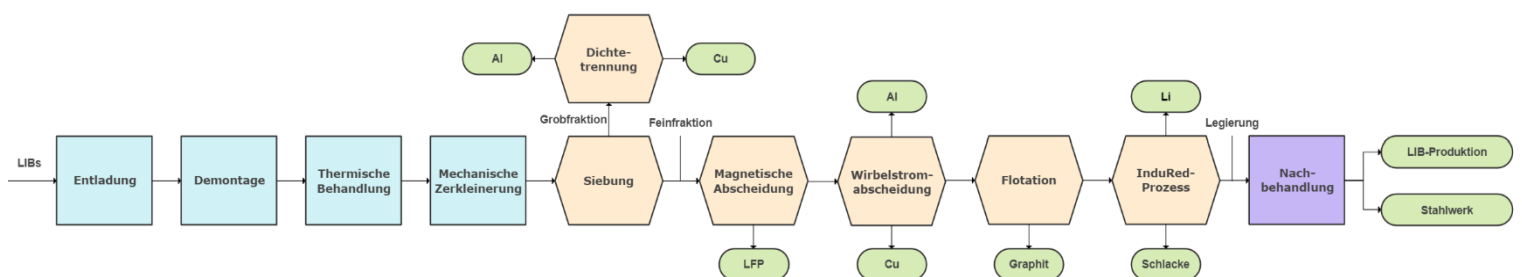 Al
Dichte-
trennung
Cu
Grobfraktion
Feinfraktion
Al
Li
Legierung
LIBs
Entladung
Demontage
Thermische
Behandlung
Mechanische
Zerkleinerung
Siebung
Magnetische
Abscheidung
Wirbelstrom-
abscheidung
Flotation
InduRed-
Prozess
Nach-
behandlung
LIB-Produktion
Stahlwerk
LFP
Cu
Graphit
Schlacke